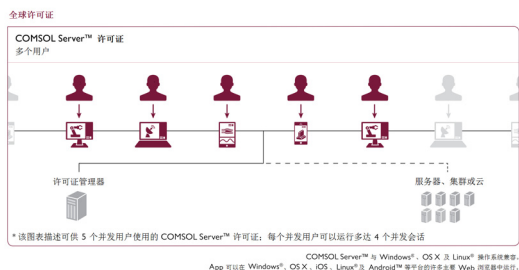 全球许可证
COMSOL Server™ 许可证
多个用户
许可证管理器
服务器、集群或云
* 该图表描述可供 5 个并发用户使用的 COMSOL Server™ 许可证；每个并发用户可以运行多达 4 个并发会话
COMSOL Server™ 与 Windows®、OS X 及 Linux® 操作系统兼容。
App 可以在 Windows®、OS X、iOS、Linux®及 Android™ 等平台的许多主要 Web 浏览器中运行。